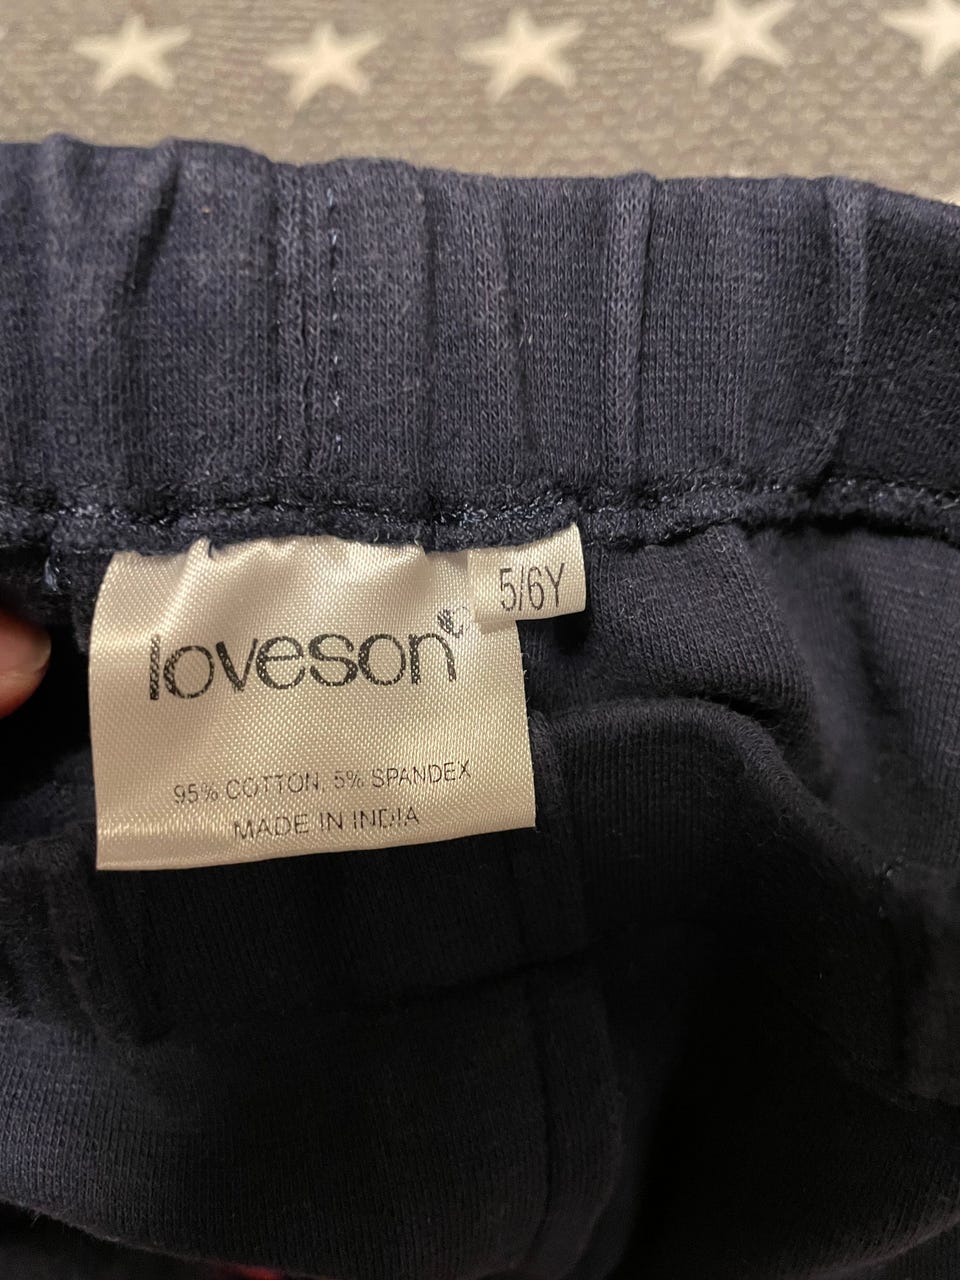 5/6Y
loveson
95% COTTON, 5% SPANDEX
MADE IN INDIA